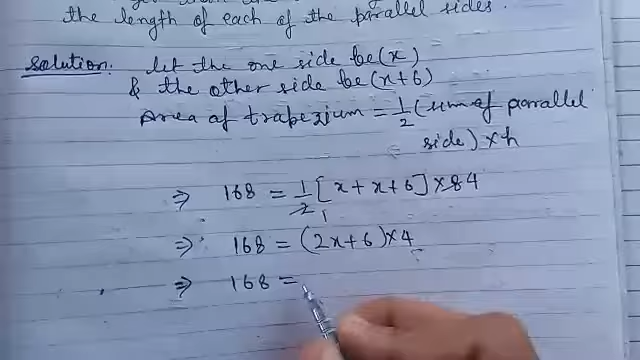 the length of each of the parallel sides.
Solution: let the one side be (x)
& the other side be (x+6)
Area of trapezium = 1/2 (sum of parallel
side) × h
⇒ 168 = 1/2 [x + x + 6] × 8 4
1
⇒ 168 = (2x + 6) × 4
⇒ 168 =